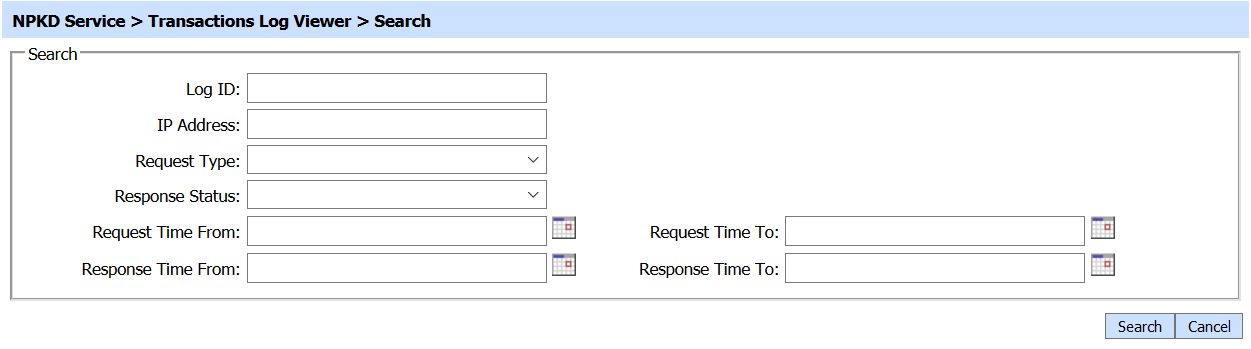 NPKD Service > Transactions Log Viewer > Search
Search
Log ID:
IP Address:
Request Type:
Response Status:
Request Time From: Request Time To:
Response Time From: Response Time To:
Search Cancel